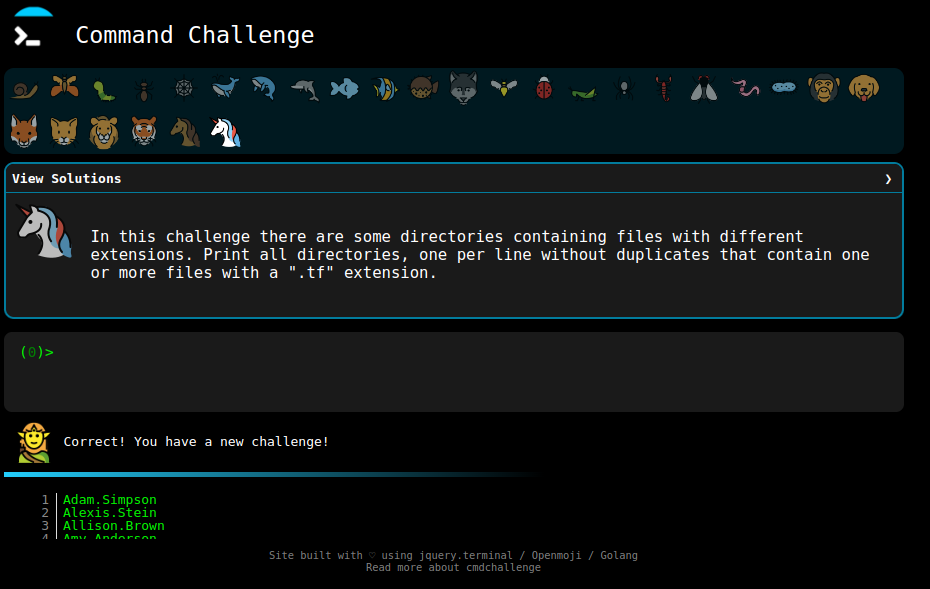 Command Challenge
View Solutions
In this challenge there are some directories containing files with different
extensions. Print all directories, one per line without duplicates that contain one
or more files with a ".tf" extension.
(0)>
Correct! You have a new challenge!
1 Adam.Simpson
2 Alexis.Stein
3 Allison.Brown
4 Amy.Anderson
Site built with ♡ using jquery.terminal / Openmoji / Golang
Read more about cmdchallenge